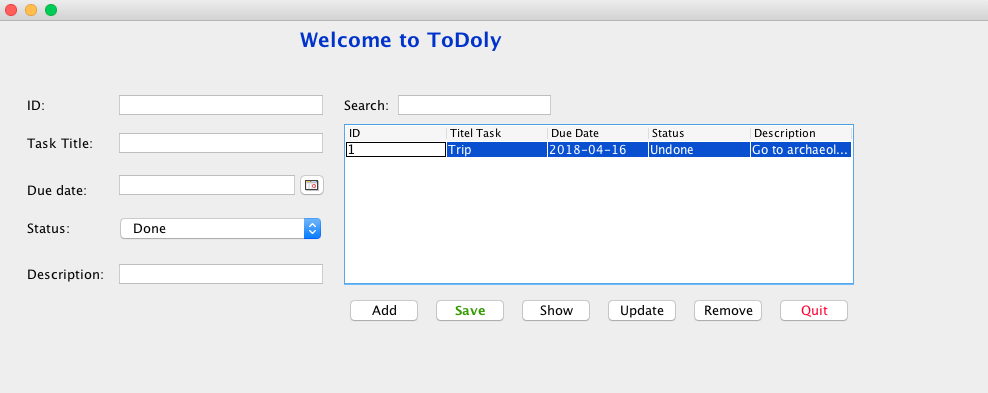 Welcome to ToDoly
ID:
Task Title:
Due date:
Status: Done
Description:
Search:
ID Titel Task Due Date Status Description
1 Trip 2018-04-16 Undone Go to archaeol...
Add Save Show Update Remove Quit